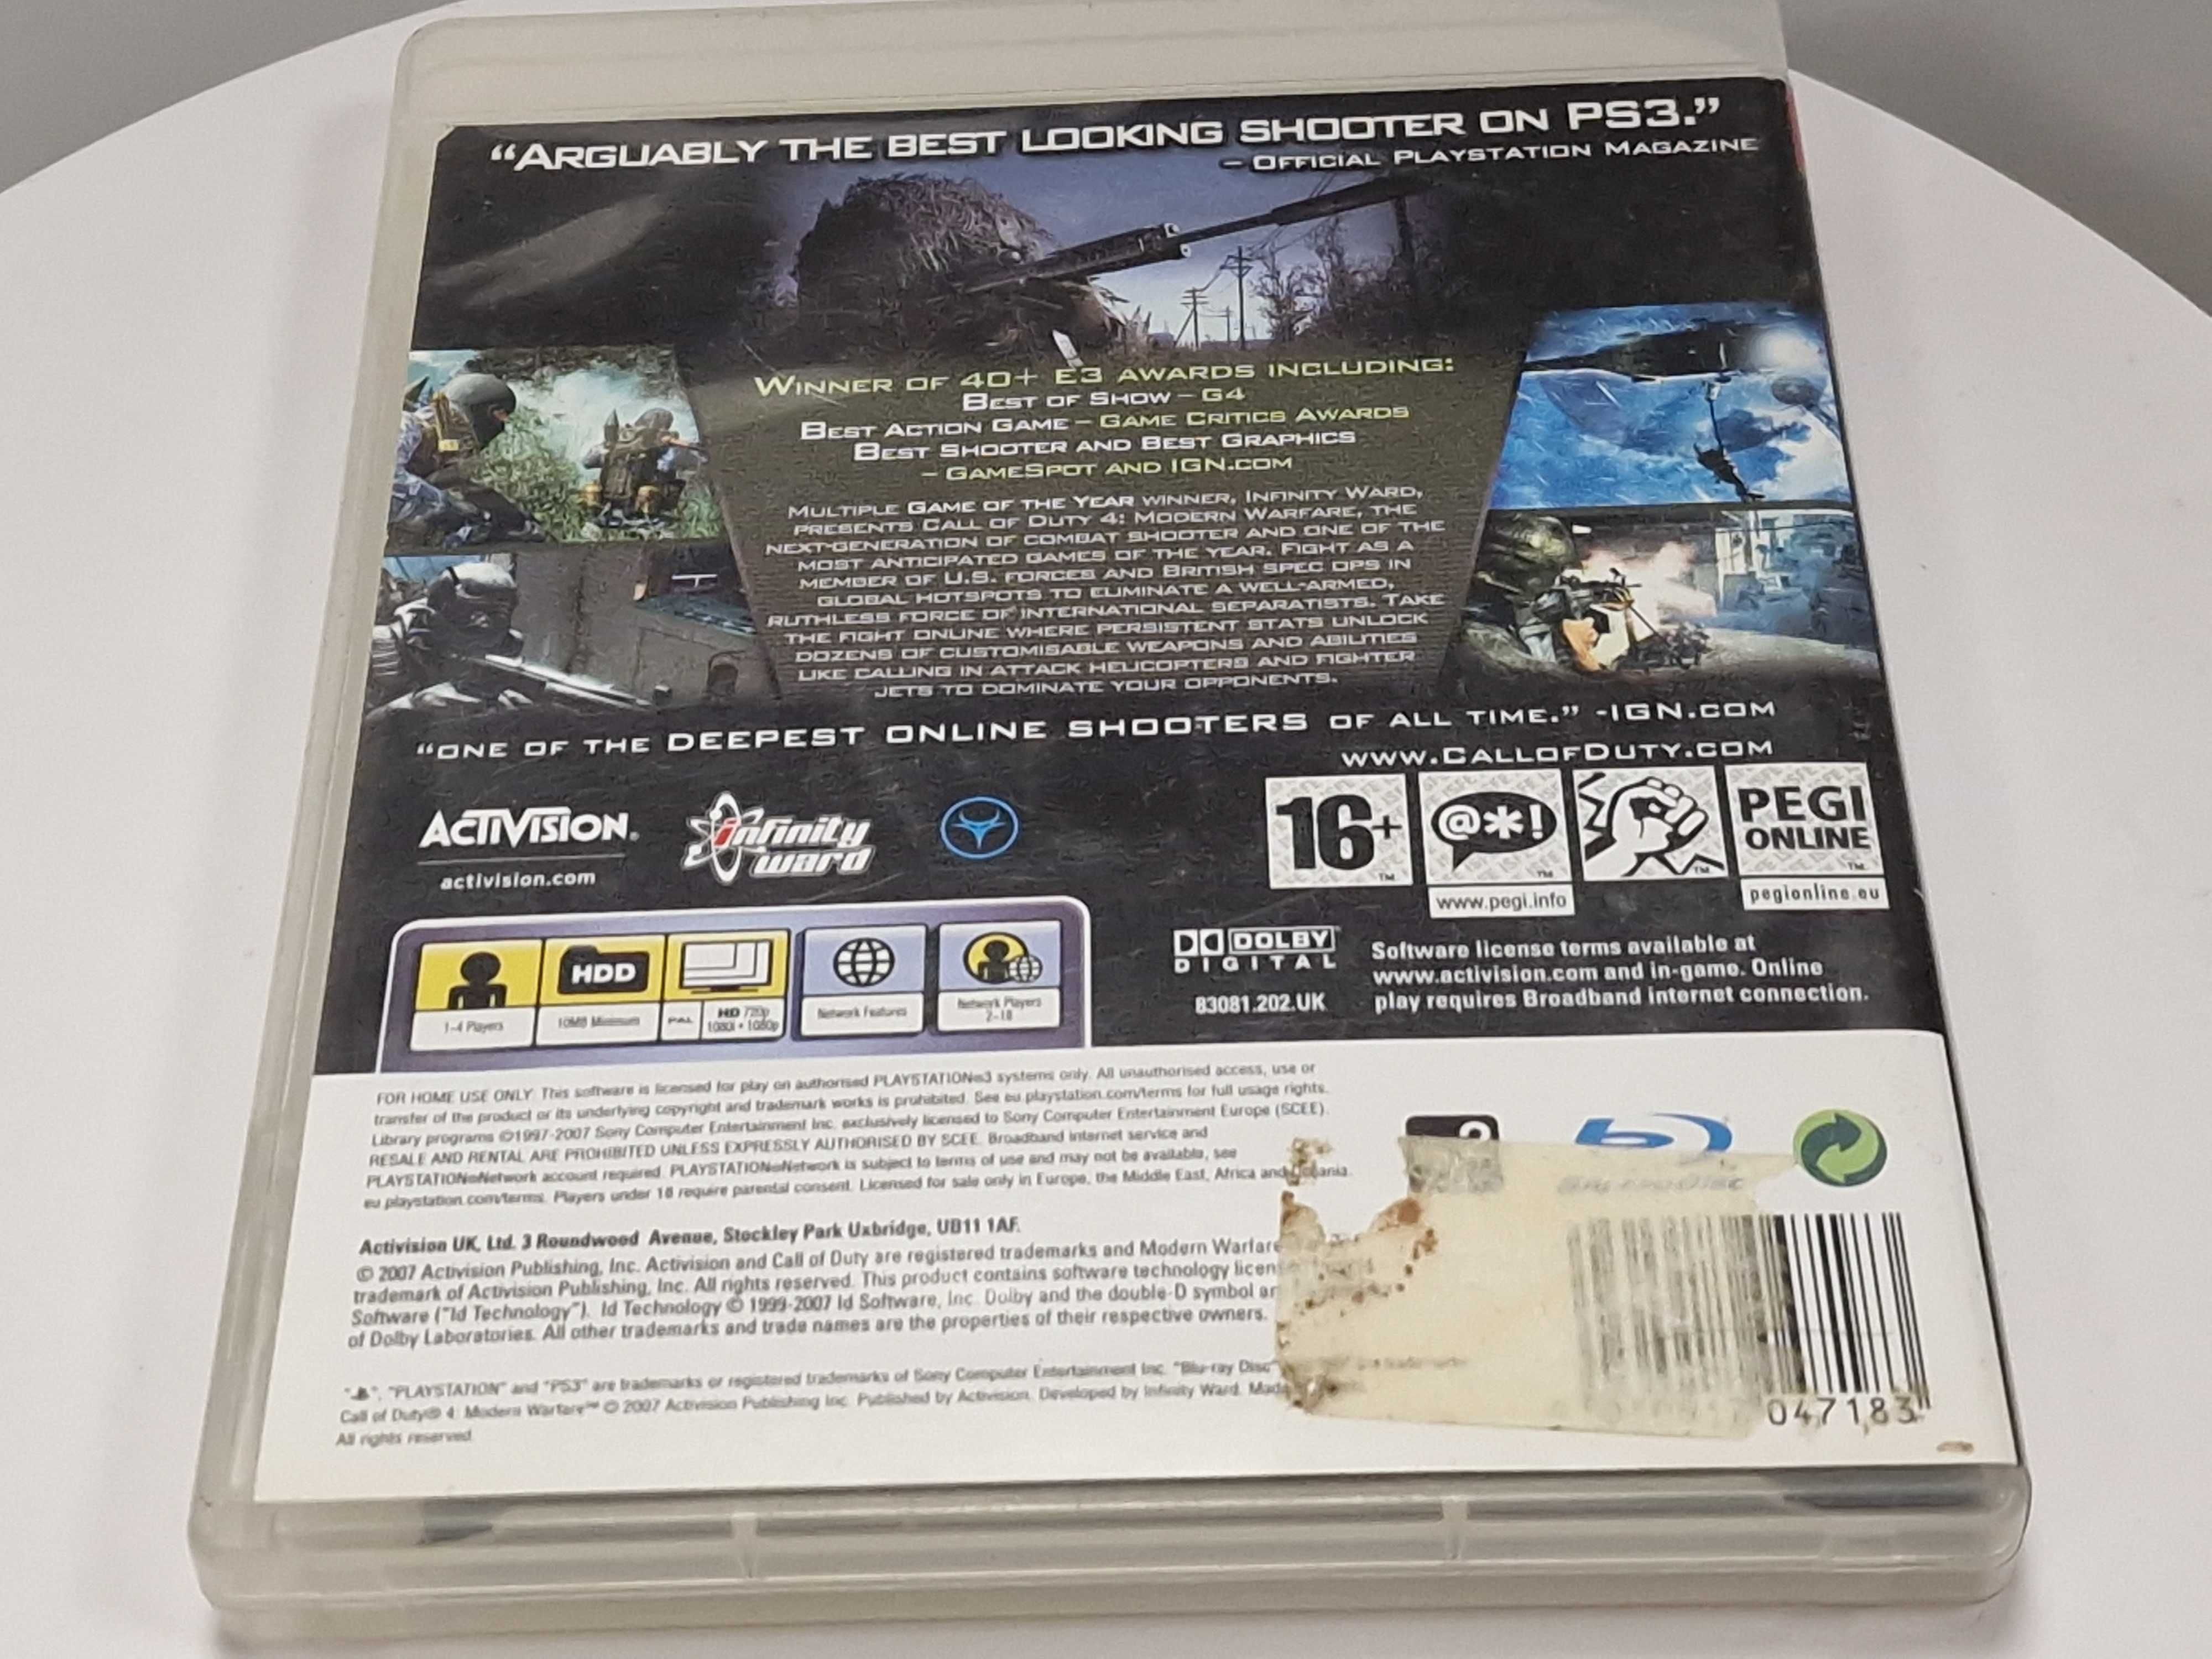 “ARGUABLY THE BEST LOOKING SHOOTER ON PS3.”
– OFFICIAL PLAYSTATION MAGAZINE
WINNER OF 40+ E3 AWARDS INCLUDING:
BEST OF SHOW – G4
BEST ACTION GAME – GAME CRITICS AWARDS
BEST SHOOTER AND BEST GRAPHICS
– GAMESPOT AND IGN.COM
MULTIPLE GAME OF THE YEAR WINNER, INFINITY WARD,
PRESENTS CALL OF DUTY 4: MODERN WARFARE, THE
NEXT-GENERATION OF COMBAT SHOOTER AND ONE OF THE
MOST ANTICIPATED GAMES OF THE YEAR. FIGHT AS A
MEMBER OF U.S. FORCES AND BRITISH SPEC OPS IN
GLOBAL HOTSPOTS TO ELIMINATE A WELL-ARMED,
RUTHLESS FORCE OF INTERNATIONAL SEPARATISTS. TAKE
THE FIGHT ONLINE WHERE PERSISTENT STATS UNLOCK
DOZENS OF CUSTOMISABLE WEAPONS AND ABILITIES
LIKE CALLING IN ATTACK HELICOPTERS AND FIGHTER
JETS TO DOMINATE YOUR OPPONENTS.
“ONE OF THE DEEPEST ONLINE SHOOTERS OF ALL TIME.” -IGN.COM
WWW.CALLOFDUTY.COM
ACTIVISION®
activision.com
infinity ward
16+™
@*!™
www.pegi.info
™
PEGI ONLINE™
pegionline.eu
1-4 Players
HDD
10MB Minimum
PAL
HD 720p
1080i • 1080p
Network Features
Network Players
2-18
DOLBY
DIGITAL
83081.202.UK
Software license terms available at
www.activision.com and in-game. Online
play requires Broadband internet connection.
FOR HOME USE ONLY. This software is licensed for play on authorised PLAYSTATION®3 systems only. All unauthorised access, use or
transfer of the product or its underlying copyright and trademark works is prohibited. See eu.playstation.com/terms for full usage rights.
Library programs ©1997-2007 Sony Computer Entertainment Inc. exclusively licensed to Sony Computer Entertainment Europe (SCEE).
RESALE AND RENTAL ARE PROHIBITED UNLESS EXPRESSLY AUTHORISED BY SCEE. Broadband internet service and
PLAYSTATION®Network account required. PLAYSTATION®Network is subject to terms of use and may not be available, see
eu.playstation.com/terms. Players under 18 require parental consent. Licensed for sale only in Europe, the Middle East, Africa and Oceania.
Activision UK, Ltd. 3 Roundwood Avenue, Stockley Park Uxbridge, UB11 1AF.
© 2007 Activision Publishing, Inc. Activision and Call of Duty are registered trademarks and Modern Warfare
trademark of Activision Publishing, Inc. All rights reserved. This product contains software technology licen
Software ("Id Technology"). Id Technology © 1999-2007 Id Software, Inc. Dolby and the double-D symbol ar
of Dolby Laboratories. All other trademarks and trade names are the properties of their respective owners.
"PLAYSTATION" and "PS3" are trademarks or registered trademarks of Sony Computer Entertainment Inc. "Blu-ray Disc"
Call of Duty® 4: Modern Warfare™ © 2007 Activision Publishing Inc. Published by Activision. Developed by Infinity Ward. Made
All rights reserved.
047183